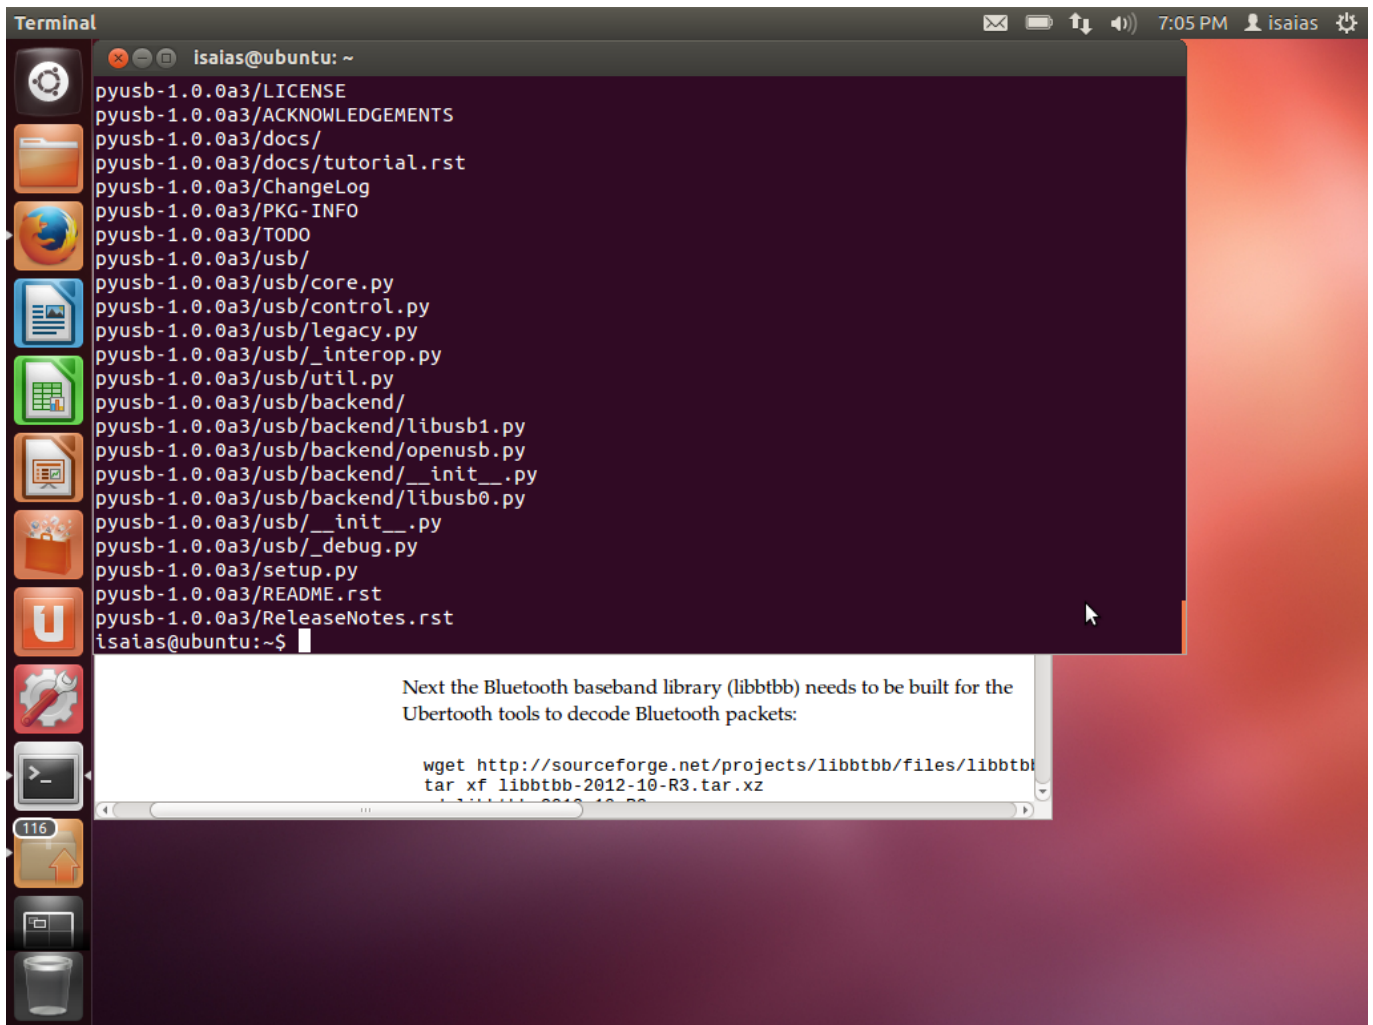 Terminal
7:05 PM isaias
isaias@ubuntu: ~
pyusb-1.0.0a3/LICENSE
pyusb-1.0.0a3/ACKNOWLEDGEMENTS
pyusb-1.0.0a3/docs/
pyusb-1.0.0a3/docs/tutorial.rst
pyusb-1.0.0a3/ChangeLog
pyusb-1.0.0a3/PKG-INFO
pyusb-1.0.0a3/TODO
pyusb-1.0.0a3/usb/
pyusb-1.0.0a3/usb/core.py
pyusb-1.0.0a3/usb/control.py
pyusb-1.0.0a3/usb/legacy.py
pyusb-1.0.0a3/usb/_interop.py
pyusb-1.0.0a3/usb/util.py
pyusb-1.0.0a3/usb/backend/
pyusb-1.0.0a3/usb/backend/libusb1.py
pyusb-1.0.0a3/usb/backend/openusb.py
pyusb-1.0.0a3/usb/backend/__init__.py
pyusb-1.0.0a3/usb/backend/libusb0.py
pyusb-1.0.0a3/usb/__init__.py
pyusb-1.0.0a3/usb/_debug.py
pyusb-1.0.0a3/setup.py
pyusb-1.0.0a3/README.rst
pyusb-1.0.0a3/ReleaseNotes.rst
isaias@ubuntu:~$
Next the Bluetooth baseband library (libbtbb) needs to be built for the
Ubertooth tools to decode Bluetooth packets:
wget http://sourceforge.net/projects/libbtbb/files/libbtb
tar xf libbtbb-2012-10-R3.tar.xz
116